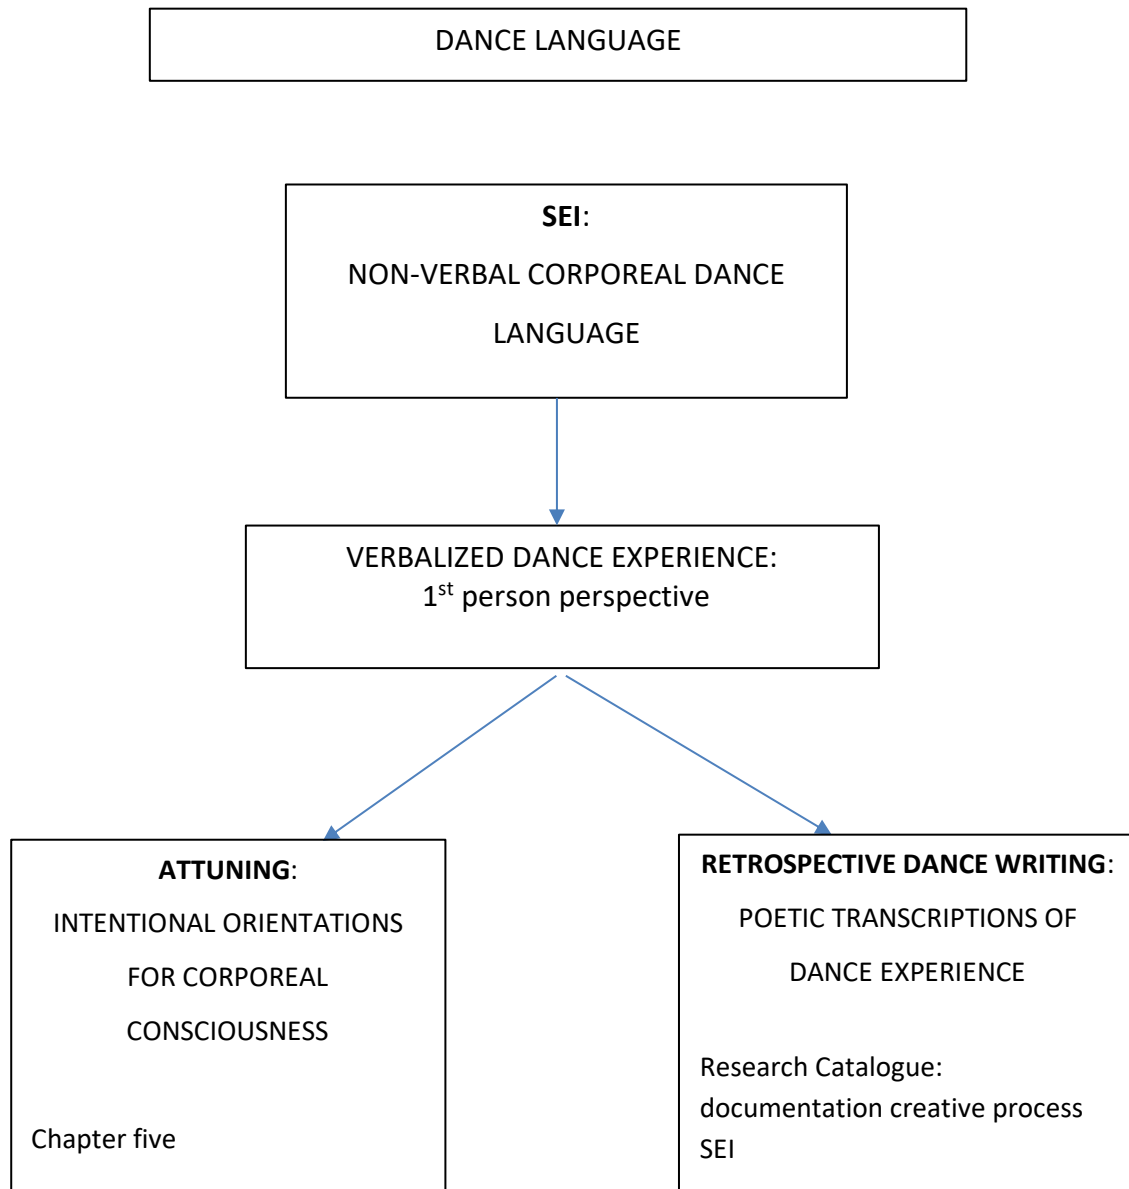 DANCE LANGUAGE
SEI:
NON-VERBAL CORPOREAL DANCE
LANGUAGE
VERBALIZED DANCE EXPERIENCE:
1st person perspective
ATTUNING:
INTENTIONAL ORIENTATIONS
FOR CORPOREAL
CONSCIOUSNESS
Chapter five
RETROSPECTIVE DANCE WRITING:
POETIC TRANSCRIPTIONS OF
DANCE EXPERIENCE
Research Catalogue:
documentation creative process
SEI